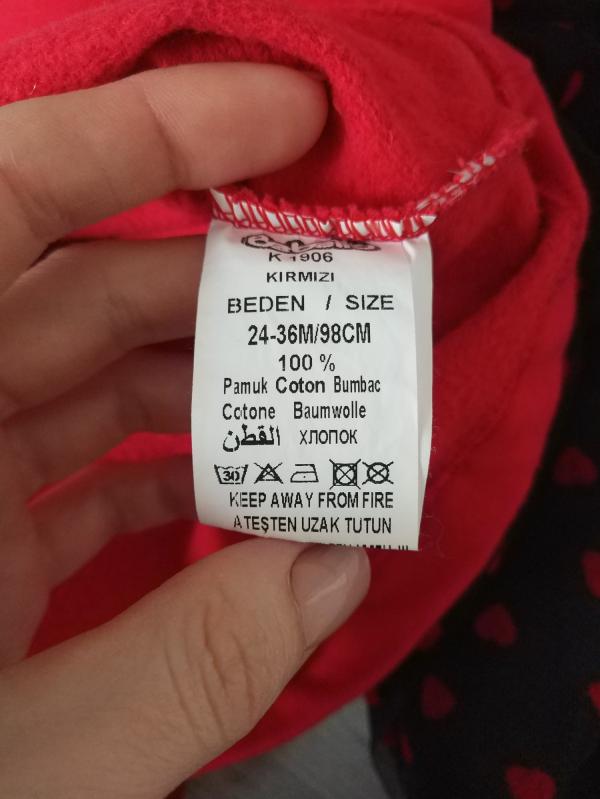 K 1906
KIRMIZI
BEDEN / SIZE
24-36M/98CM
100 %
Pamuk Coton Bumbac
Cotone Baumwolle
القطن хлопок
30
KEEP AWAY FROM FIRE
ATEŞTEN UZAK TUTUN